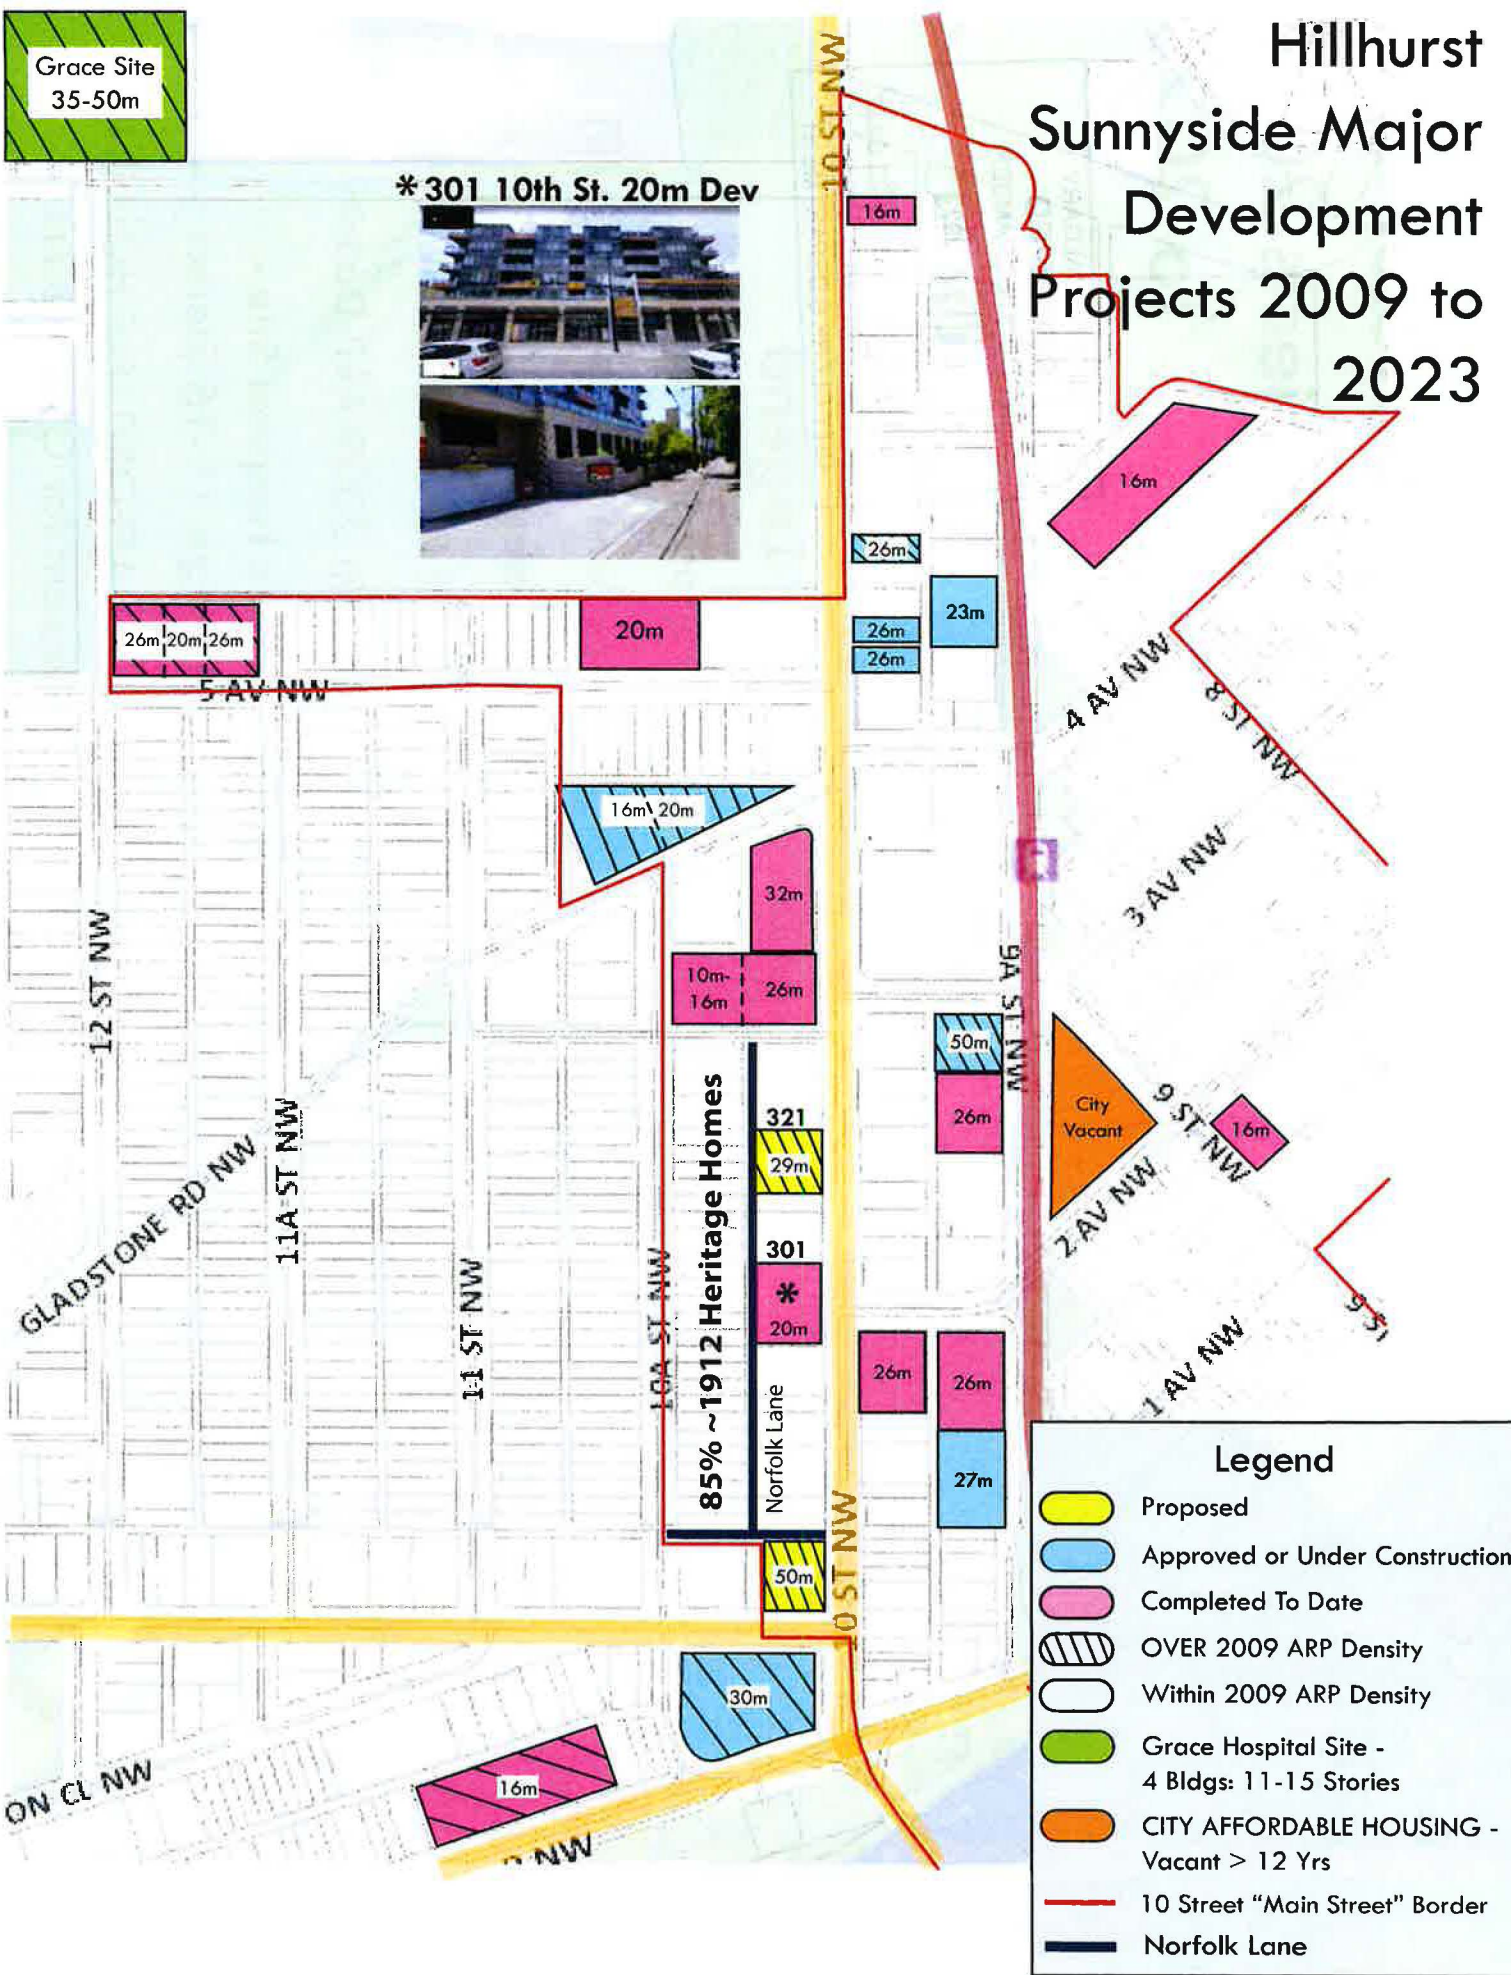 Hillhurst
Sunnyside Major
Development
Projects 2009 to
2023
Grace Site
35-50m
*301 10th St. 20m Dev
10 ST NW
16m
16m
26m
23m
26m
26m
26m 20m 26m
20m
5 AV NW
4 AV NW
8 ST NW
16m 20m
32m
3 AV NW
12 ST NW
9A ST NW
10m-
16m
26m
50m
26m
City
Vacant
9 ST NW
16m
2 AV NW
321
29m
301
*
20m
85% ~1912 Heritage Homes
Norfolk Lane
GLADSTONE RD NW
11A ST NW
11 ST NW
10A ST NW
26m
26m
27m
1 AV NW
9 ST
10 ST NW
50m
30m
16m
ON CL NW
NW
Legend
Proposed
Approved or Under Construction
Completed To Date
OVER 2009 ARP Density
Within 2009 ARP Density
Grace Hospital Site -
4 Bldgs: 11-15 Stories
CITY AFFORDABLE HOUSING -
Vacant > 12 Yrs
10 Street “Main Street” Border
Norfolk Lane